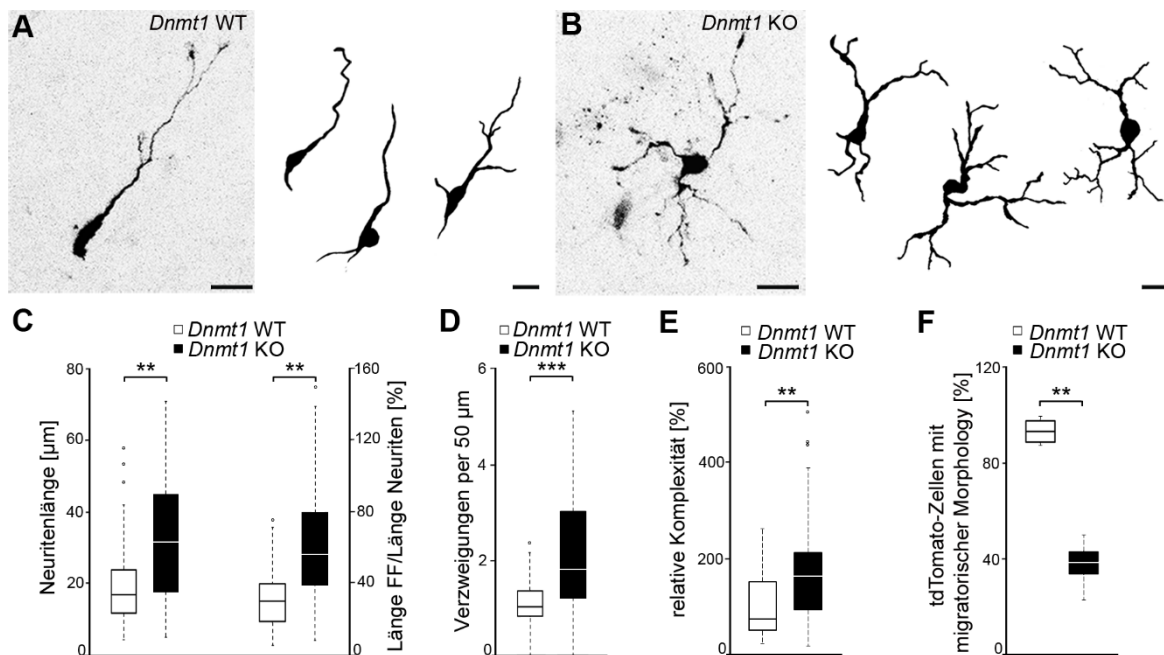 A
Dnmt1 WT
B
Dnmt1 KO
C
Dnmt1 WT
Dnmt1 KO
Neuritenlänge [µm]
80
60
40
20
0
**
**
160
120
80
40
0
Länge FF/Länge Neuriten [%]
D
Dnmt1 WT
Dnmt1 KO
Verzweigungen per 50 µm
6
4
2
0
***
E
Dnmt1 WT
Dnmt1 KO
relative Komplexität
[%]
600
400
200
0
**
F
Dnmt1 WT
Dnmt1 KO
tdTomato-Zellen mit
migratorischer Morphology [%]
120
80
40
0
**